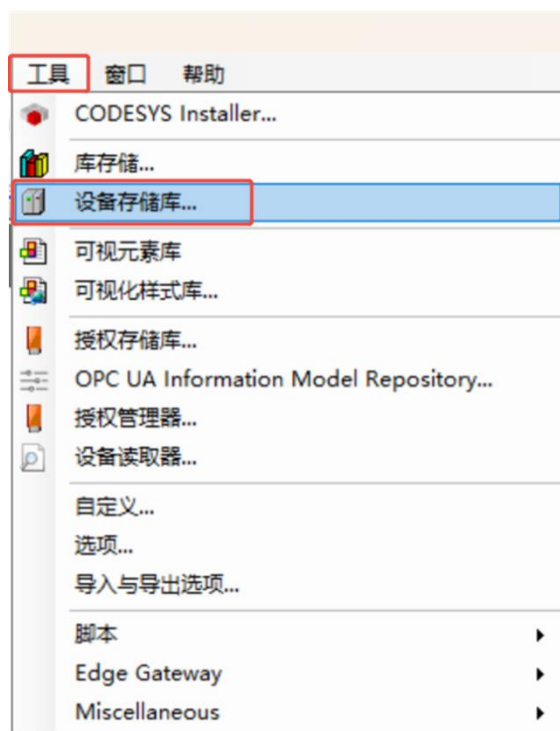 工具 窗口 帮助
CODESYS Installer...
库存储...
设备存储库...
可视元素库
可视化样式库...
授权存储库...
OPC UA Information Model Repository...
授权管理器...
设备读取器...
自定义...
选项...
导入与导出选项...
脚本
Edge Gateway
Miscellaneous